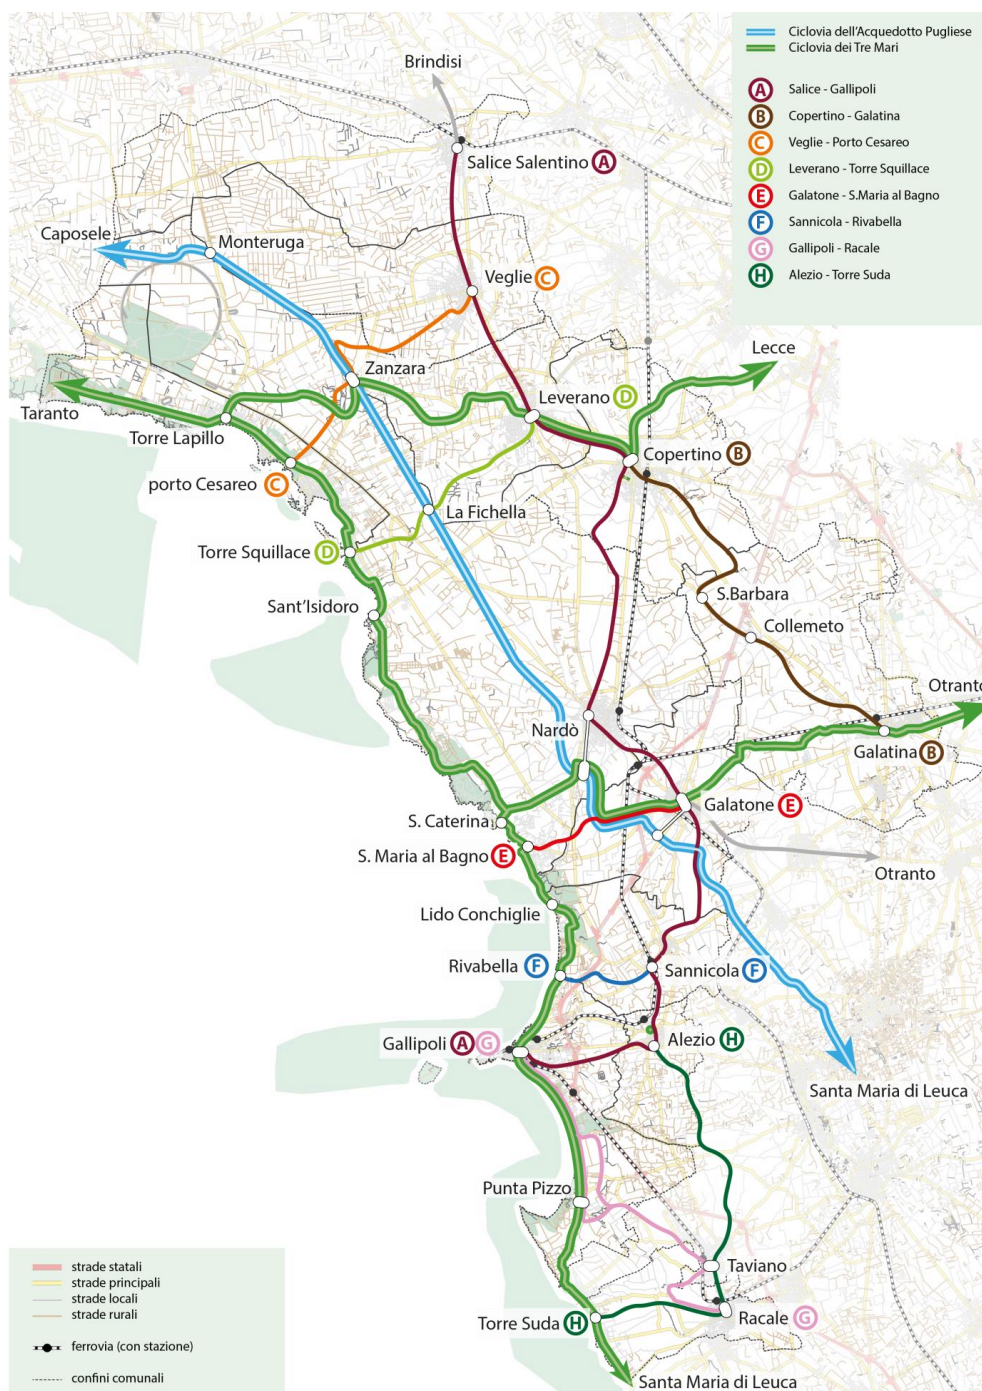 Ciclovia dell'Acquedotto Pugliese
Ciclovia dei Tre Mari
A Salice - Gallipoli
B Copertino - Galatina
C Veglie - Porto Cesareo
D Leverano - Torre Squillace
E Galatone - S.Maria al Bagno
F Sannicola - Rivabella
G Gallipoli - Racale
H Alezio - Torre Suda
Brindisi
Salice Salentino A
Caposele
Monteruga
Veglie C
Lecce
Zanzara
Taranto
Leverano D
Torre Lapillo
Copertino B
porto Cesareo C
La Fichella
Torre Squillace D
S.Barbara
Sant'Isidoro
Collemeto
Otranto
Nardò
Galatina B
Galatone E
S. Caterina
S. Maria al Bagno E
Otranto
Lido Conchiglie
Rivabella F
Sannicola F
Gallipoli A G
Alezio H
Santa Maria di Leuca
Punta Pizzo
Taviano
Torre Suda H
Racale G
Santa Maria di Leuca
strade statali
strade principali
strade locali
strade rurali
ferrovia (con stazione)
confini comunali